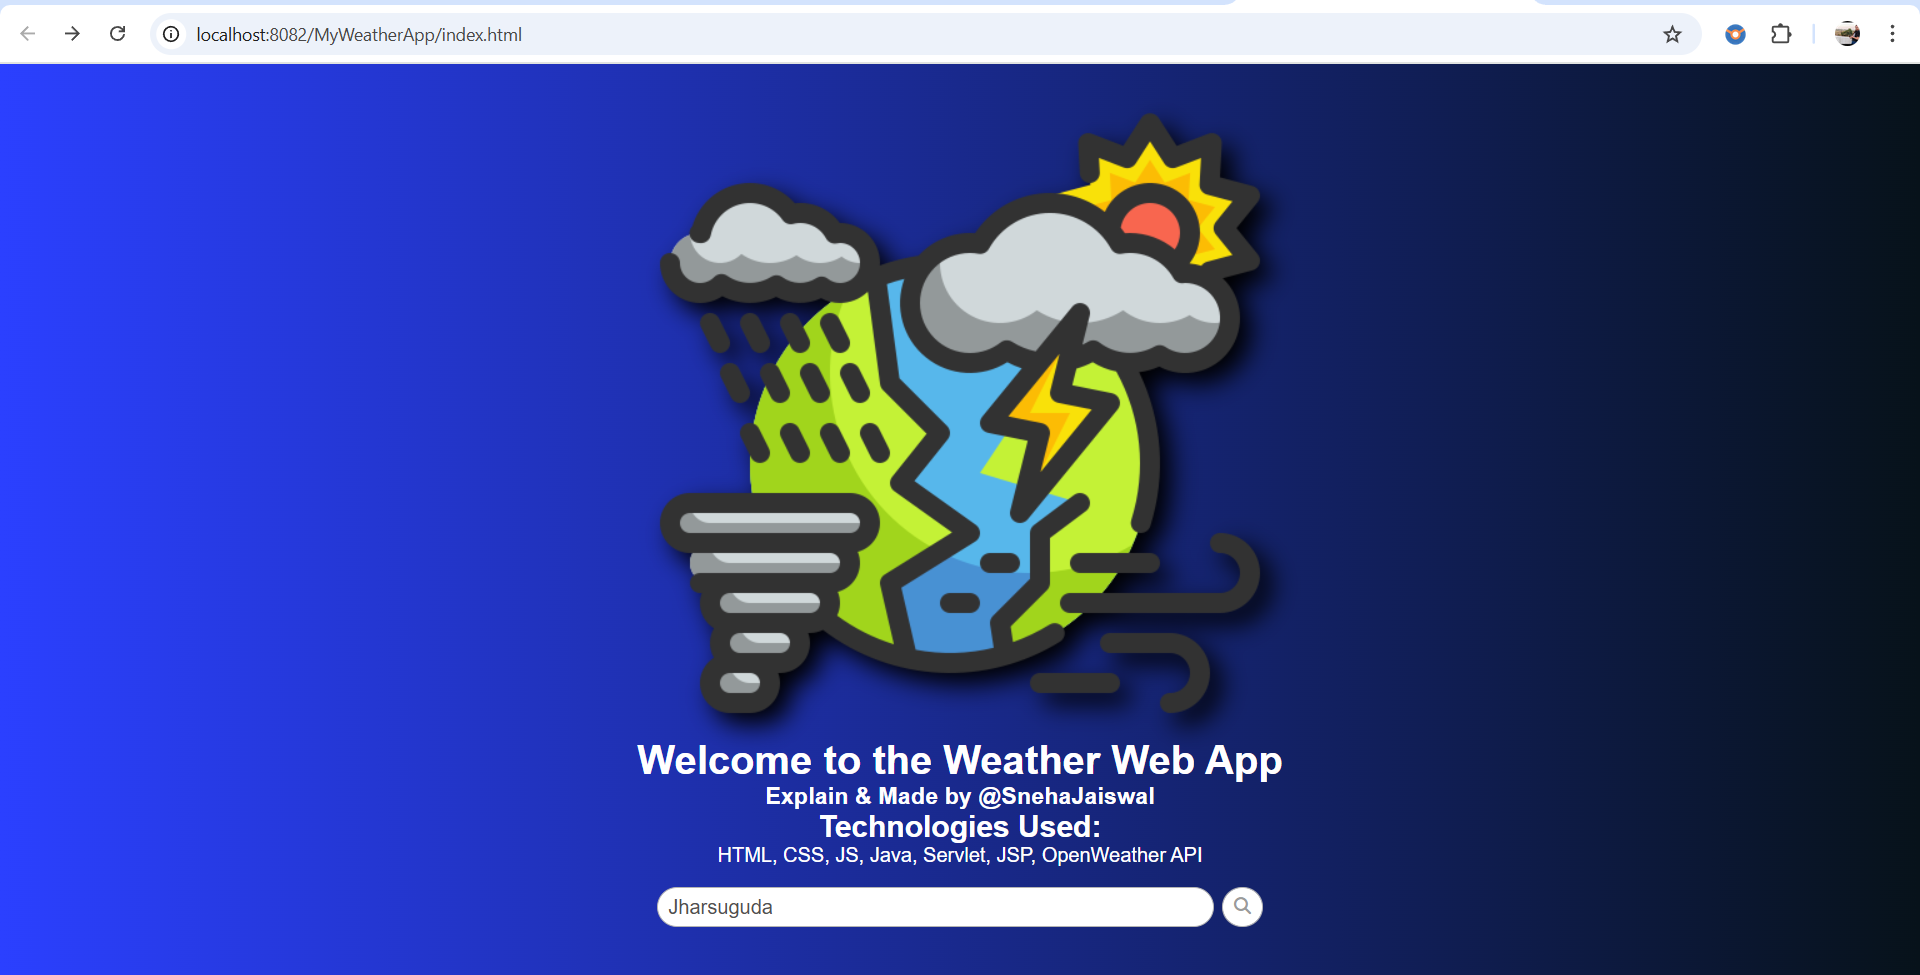 localhost:8082/MyWeatherApp/index.html
Welcome to the Weather Web App
Explain & Made by @SnehaJaiswal
Technologies Used:
HTML, CSS, JS, Java, Servlet, JSP, OpenWeather API
Jharsuguda